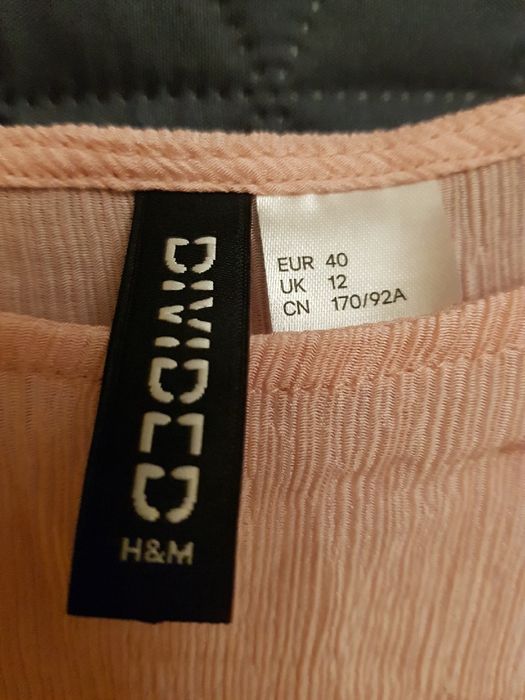 DIVIDED
H&M
EUR 40
UK 12
CN 170/92A